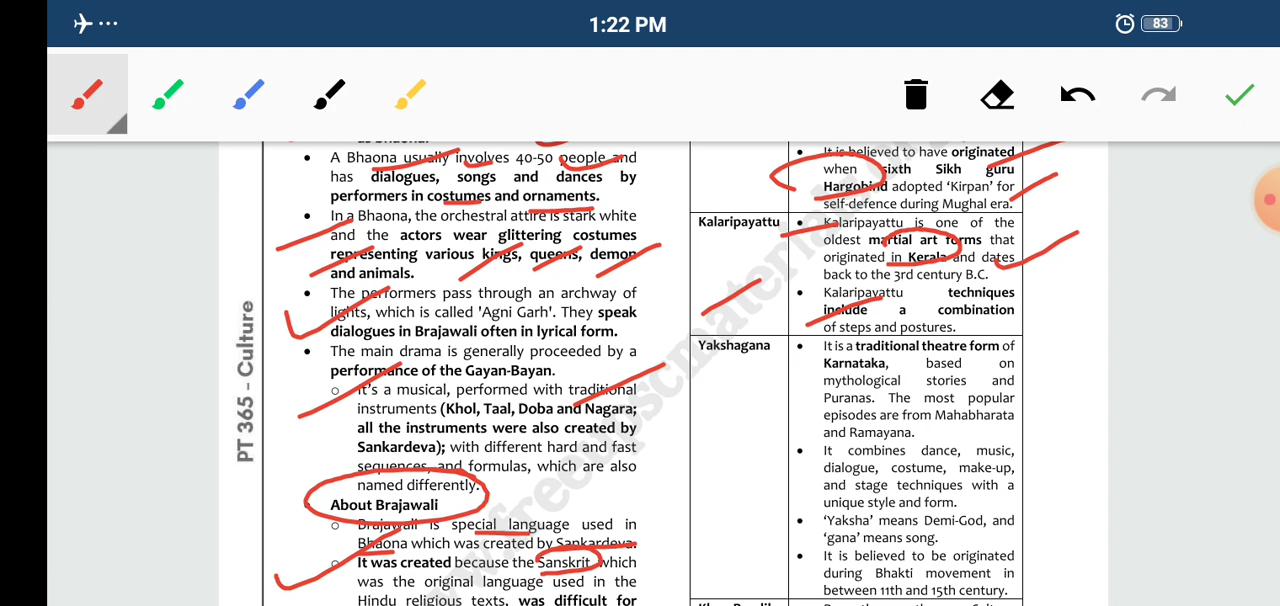 1:22 PM
83
as Bhaona.
• A Bhaona usually involves 40-50 people and
has dialogues, songs and dances by
performers in costumes and ornaments.
• In a Bhaona, the orchestral attire is stark white
and the actors wear glittering costumes
representing various kings, queens, demon
and animals.
• The performers pass through an archway of
lights, which is called 'Agni Garh'. They speak
dialogues in Brajawali often in lyrical form.
• The main drama is generally proceeded by a
performance of the Gayan-Bayan.
o It's a musical, performed with traditional
instruments (Khol, Taal, Doba and Nagara;
all the instruments were also created by
Sankardeva); with different hard and fast
sequences, and formulas, which are also
named differently.
• About Brajawali
o Brajawali is special language used in
Bhaona which was created by Sankardeva.
o It was created because the Sanskrit, which
was the original language used in the
Hindu religious texts, was difficult for
PT 365 - Culture
• It is believed to have originated
when sixth Sikh guru
Hargobind adopted ‘Kirpan’ for
self-defence during Mughal era.
Kalaripayattu
• Kalaripayattu is one of the
oldest martial art forms that
originated in Kerala and dates
back to the 3rd century B.C.
• Kalaripayattu techniques
include a combination
of steps and postures.
Yakshagana
• It is a traditional theatre form of
Karnataka, based on
mythological stories and
Puranas. The most popular
episodes are from Mahabharata
and Ramayana.
• It combines dance, music,
dialogue, costume, make-up,
and stage techniques with a
unique style and form.
• ‘Yaksha’ means Demi-God, and
‘gana’ means song.
• It is believed to be originated
during Bhakti movement in
between 11th and 15th century.